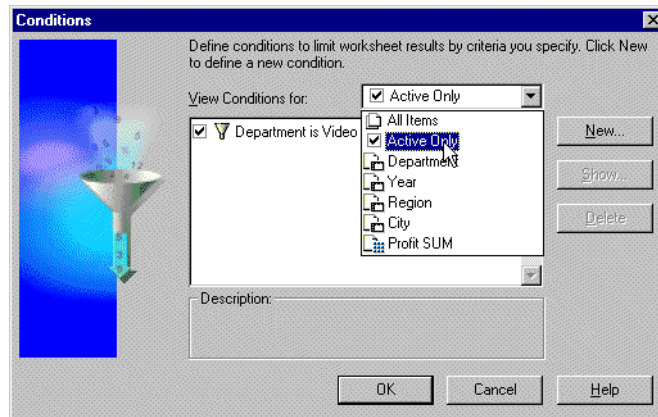 Conditions
Define conditions to limit worksheet results by criteria you specify. Click New
to define a new condition.
View Conditions for:
Active Only
Department is Video
All Items
Active Only
Department
Year
Region
City
Profit SUM
New...
Show...
Delete
Description:
OK
Cancel
Help